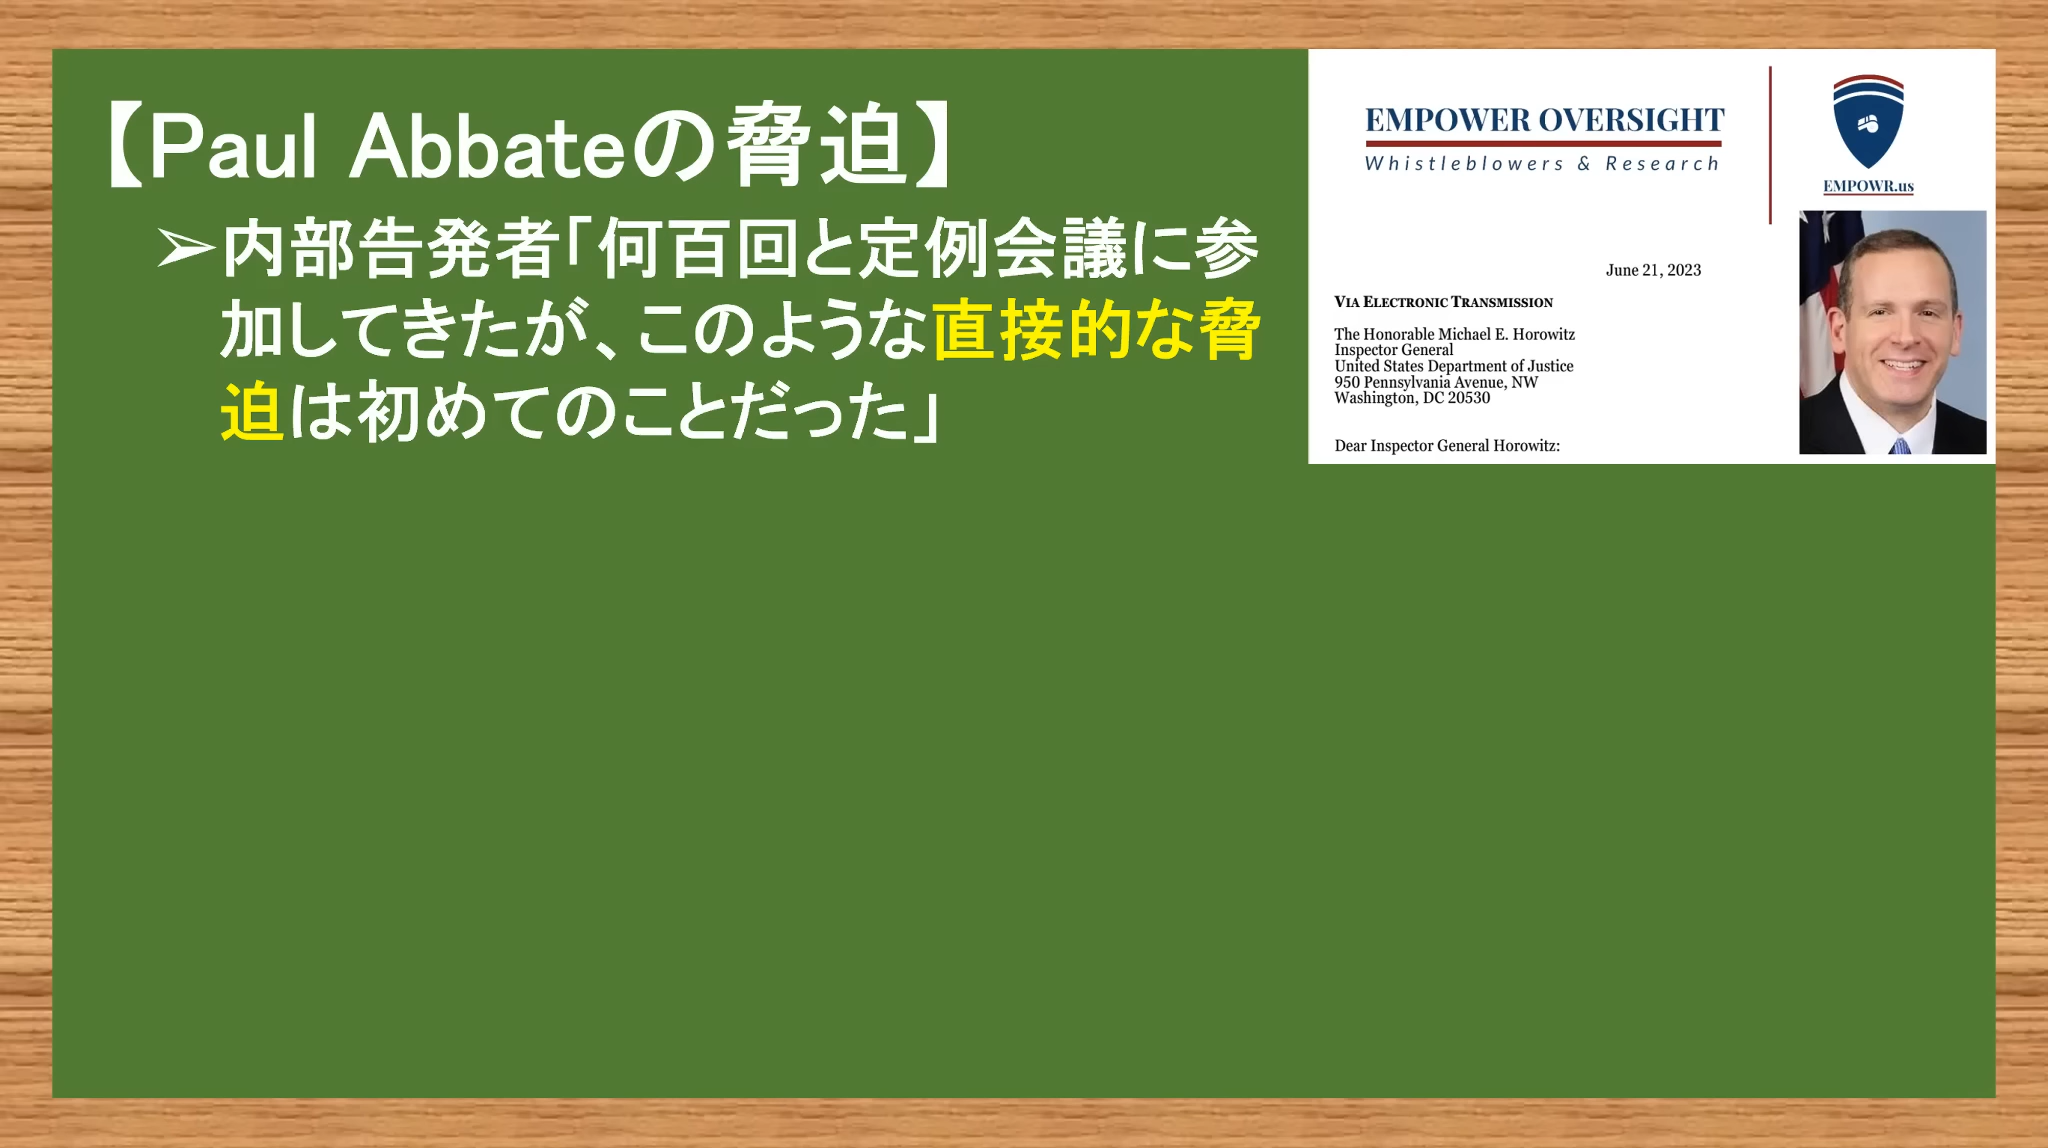 【Paul Abbateの脅迫】
➢内部告発者「何百回と定例会議に参
加してきたが、このような直接的な脅
迫は初めてのことだった」
EMPOWER OVERSIGHT
Whistleblowers & Research
EMPOWR.us
June 21, 2023
VIA ELECTRONIC TRANSMISSION
The Honorable Michael E. Horowitz
Inspector General
United States Department of Justice
950 Pennsylvania Avenue, NW
Washington, DC 20530
Dear Inspector General Horowitz: